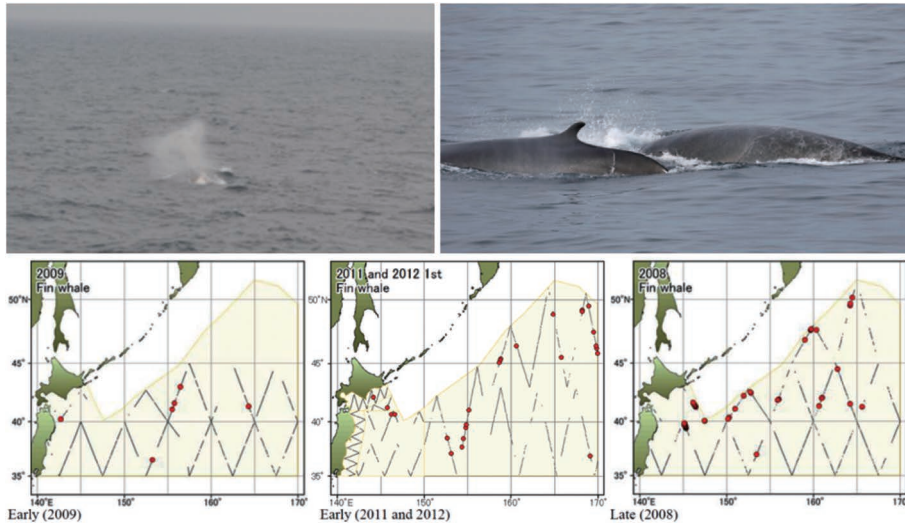 2009
Fin whale
50°N
45°
40°
35°
140°E
150°
160°
170°
Early (2009)
2011 and 2012 1st
Fin whale
50°N
45°
40°
35°
140°E
150°
160°
170°
Early (2011 and 2012)
2008
Fin whale
50°N
45°
40°
35°
140°E
150°
160°
170°
Late (2008)